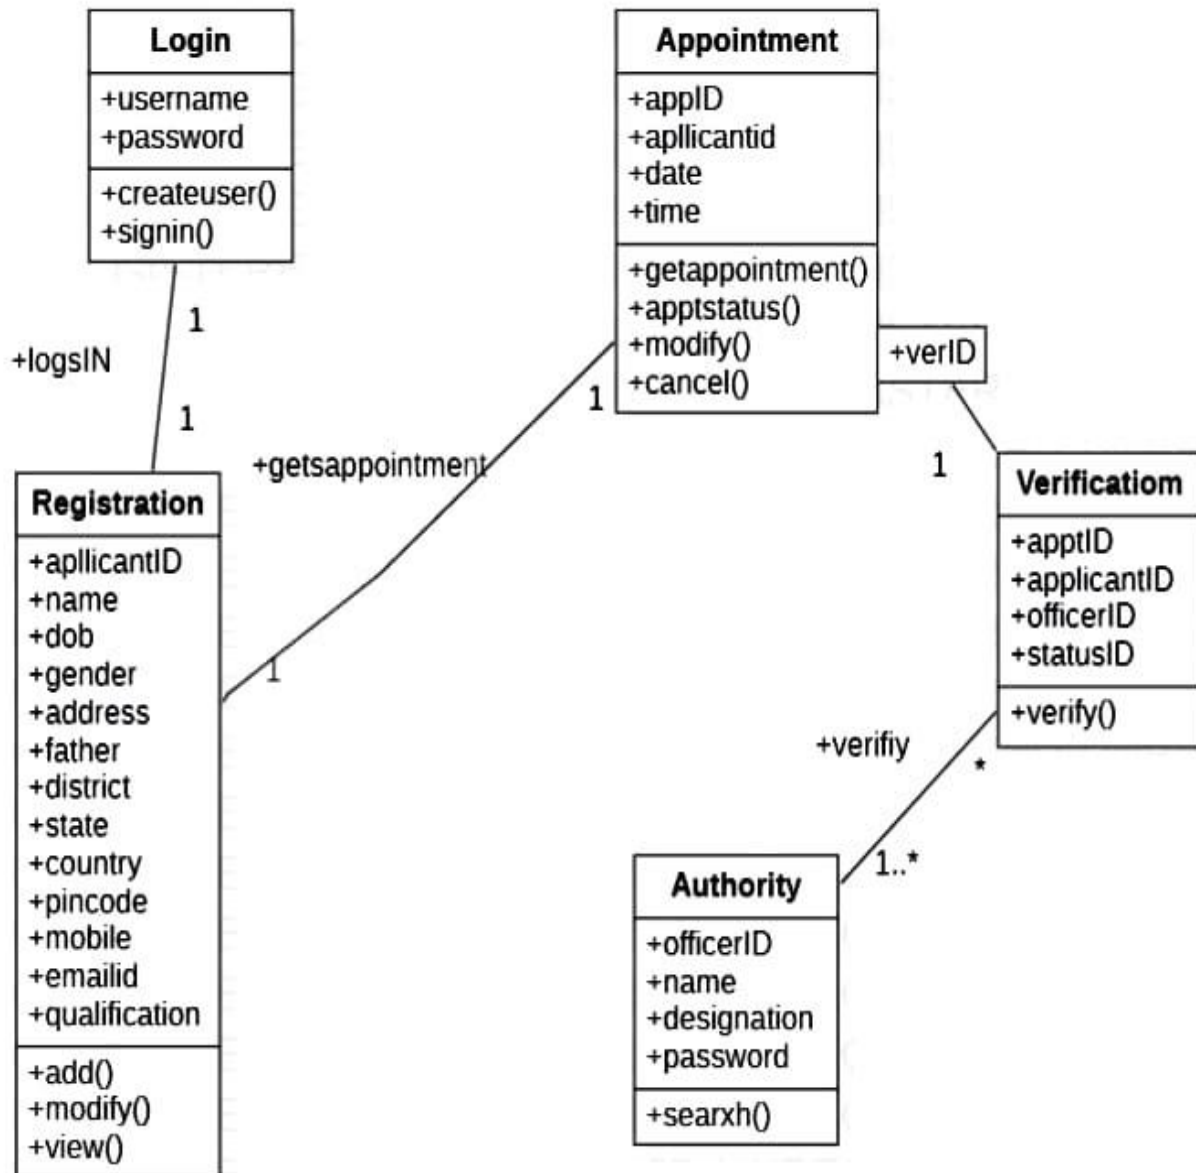 Login
+username
+password
+createuser()
+signin()
1
+logsIN
1
Registration
+apllicantID
+name
+dob
+gender
+address
+father
+district
+state
+country
+pincode
+mobile
+emailid
+qualification
+add()
+modify()
+view()
+getsappointment
1
1
Appointment
+appID
+apllicantid
+date
+time
+getappointment()
+apptstatus()
+modify()
+cancel()
+verID
1
Verificatiom
+apptID
+applicantID
+officerID
+statusID
+verify()
+verifiy
*
1..*
Authority
+officerID
+name
+designation
+password
+searxh()